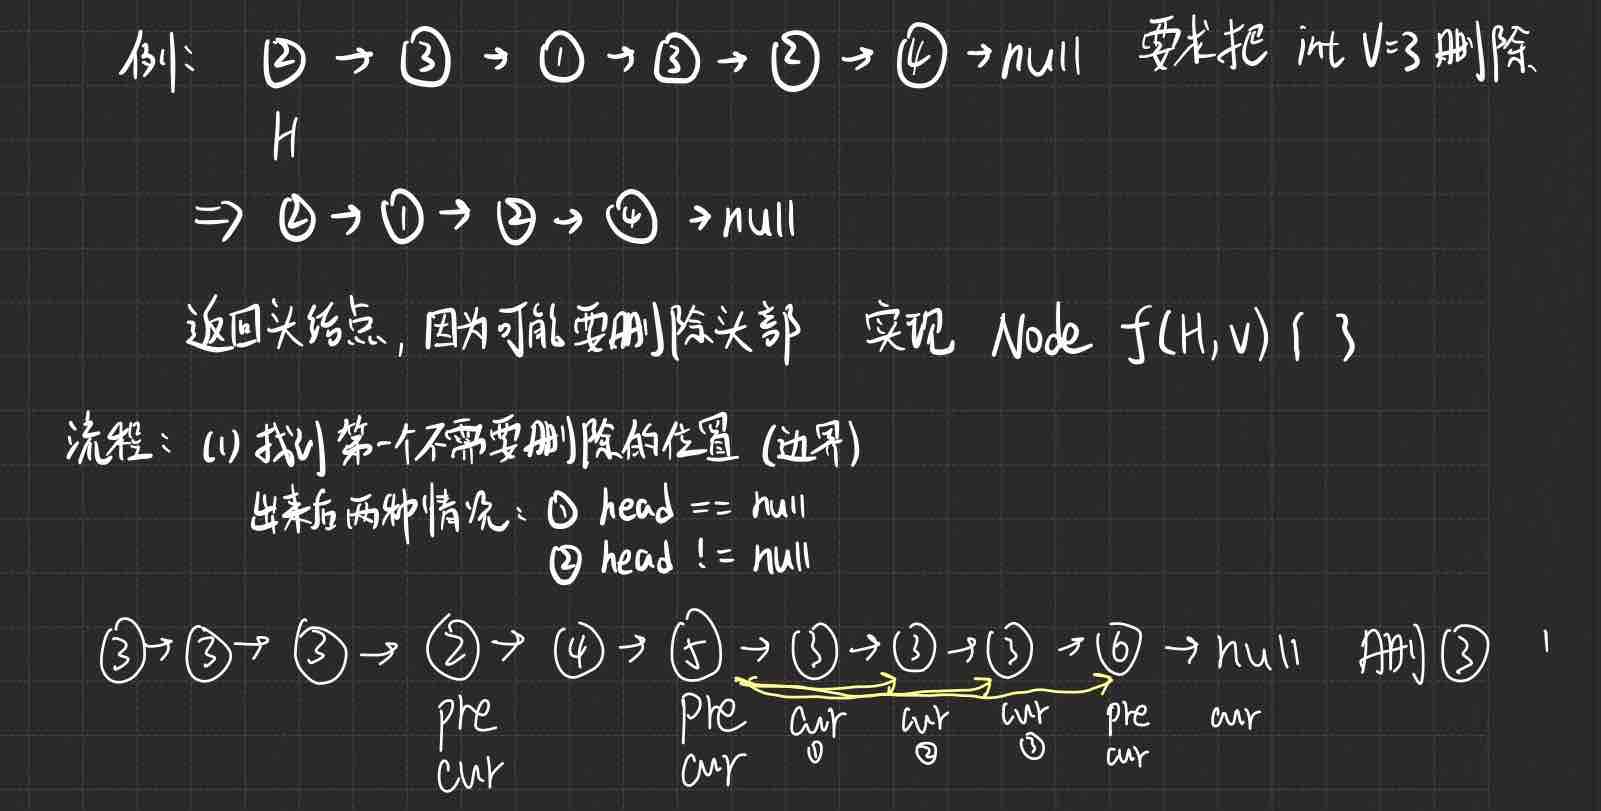 例: ② → ③ → ① → ③ → ② → ④ → null 要求把 int V=3 删除
H
⇒ ② → ① → ② → ④ → null
返回头结点, 因为可能要删除头部 实现 Node f(H,V) { }
流程: (1) 找到第一个不需要删除的位置 (边界)
出来后两种情况: ① head == null
② head != null
③ → ③ → ③ → ② → ④ → ⑤ → ③ → ③ → ③ → ⑥ → null 删③
pre pre cur cur cur pre cur
cur cur ① ② ③ cur